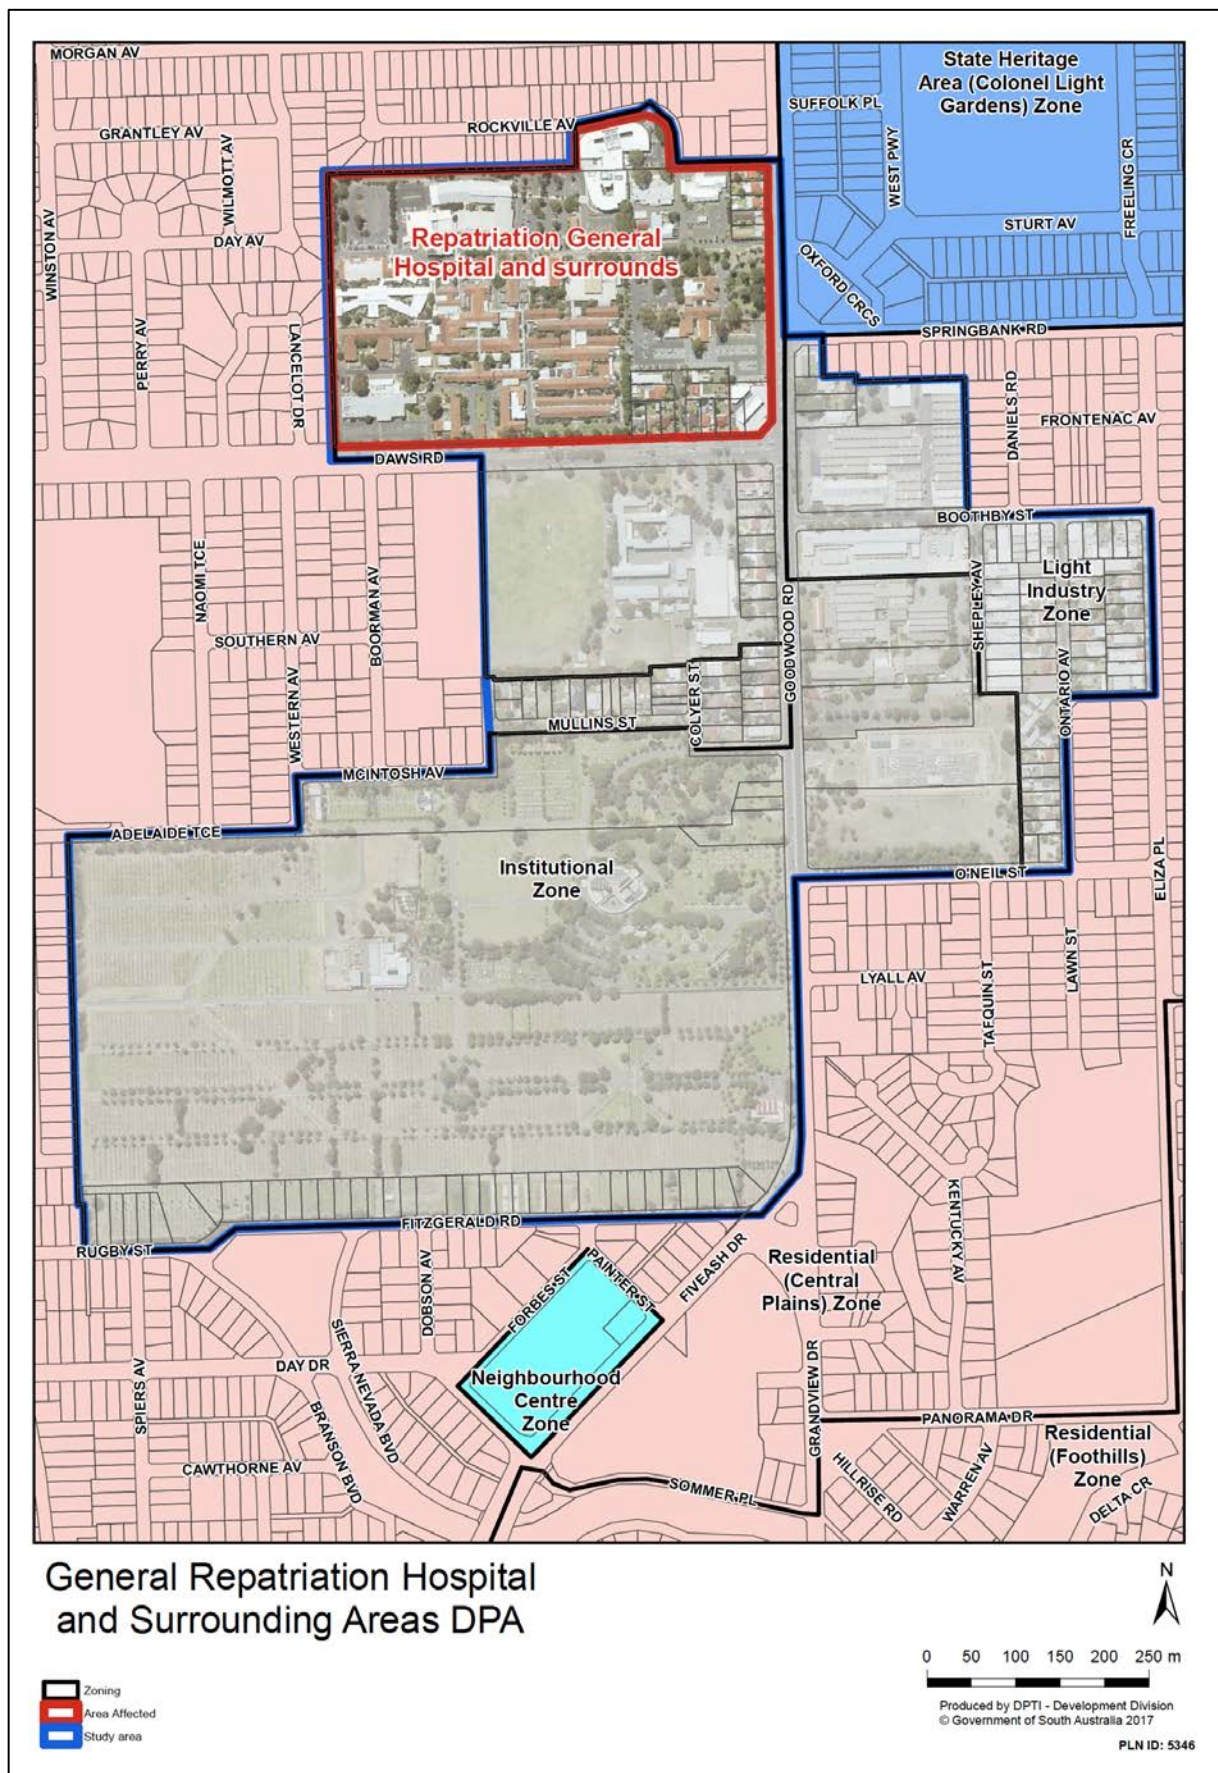 MORGAN AV
State Heritage
Area (Colonel Light
Gardens) Zone
SUFFOLK PL
GRANTLEY AV
ROCKVILLE AV
WILMOTT AV
WEST PWY
FREELING CR
WINSTON AV
DAY AV
STURT AV
Repatriation General
Hospital and surrounds
OXFORD CRCS
SPRINGBANK RD
PERRY AV
LANCELOT DR
DANIELS RD
FRONTENAC AV
DAWS RD
BOOTHBY ST
NAOMI TCE
BOORMAN AV
SHEPLEY AV
Light
Industry
Zone
GOODWOOD RD
SOUTHERN AV
WESTERN AV
COLYER ST
ONTARIO AV
MULLINS ST
MCINTOSH AV
ADELAIDE TCE
Institutional
Zone
O'NEIL ST
ELIZA PL
LYALL AV
TAEQUIN ST
LAWN ST
KENTUCKY AV
FITZGERALD RD
RUGBY ST
DOBSON AV
FORBES ST
PAINTER ST
FIVEASH DR
Residential
(Central
Plains) Zone
SIERRA NEVADA BVD
DAY DR
SPIERS AV
BRANSON BVD
Neighbourhood
Centre
Zone
GRANDVIEW DR
PANORAMA DR
Residential
(Foothills)
Zone
CAWTHORNE AV
SOMMER PL
HILLRISE RD
WARREN AV
DELTA CR
General Repatriation Hospital
and Surrounding Areas DPA
N
0 50 100 150 200 250 m
Zoning
Area Affected
Study area
Produced by DPTI - Development Division
© Government of South Australia 2017
PLN ID: 5346